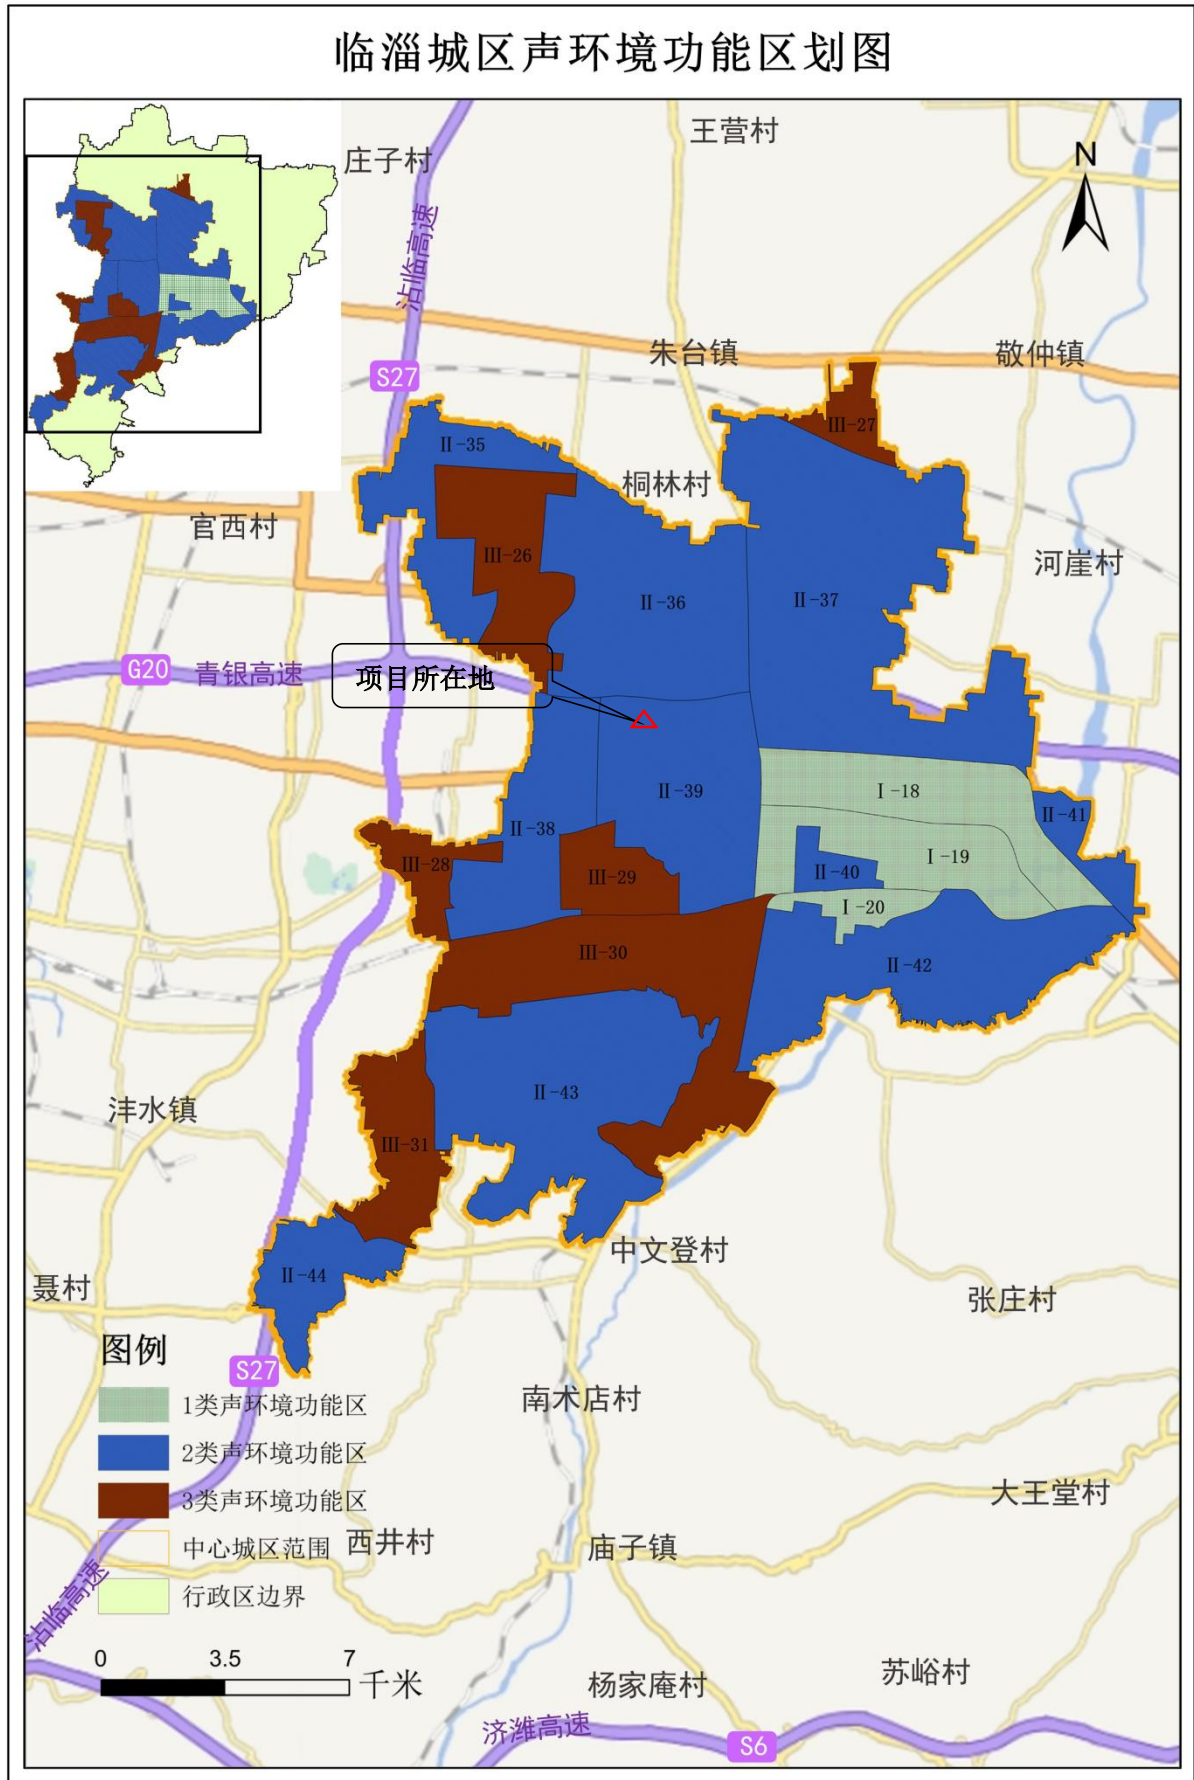 临淄城区声环境功能区划图
王营村
庄子村
N
沾临高速
朱台镇
敬仲镇
S27
III-27
II-35
桐林村
官西村
III-26
河崖村
II-36
II-37
G20
青银高速
项目所在地
II-39
I-18
II-41
II-38
I-19
III-28
II-40
III-29
I-20
III-30
II-42
II-43
沣水镇
III-31
中文登村
II-44
聂村
张庄村
图例
S27
南术店村
1类声环境功能区
2类声环境功能区
3类声环境功能区
大王堂村
中心城区范围
西井村
庙子镇
行政区边界
沾临高速
0 3.5 7
千米
苏峪村
杨家庵村
济潍高速
S6